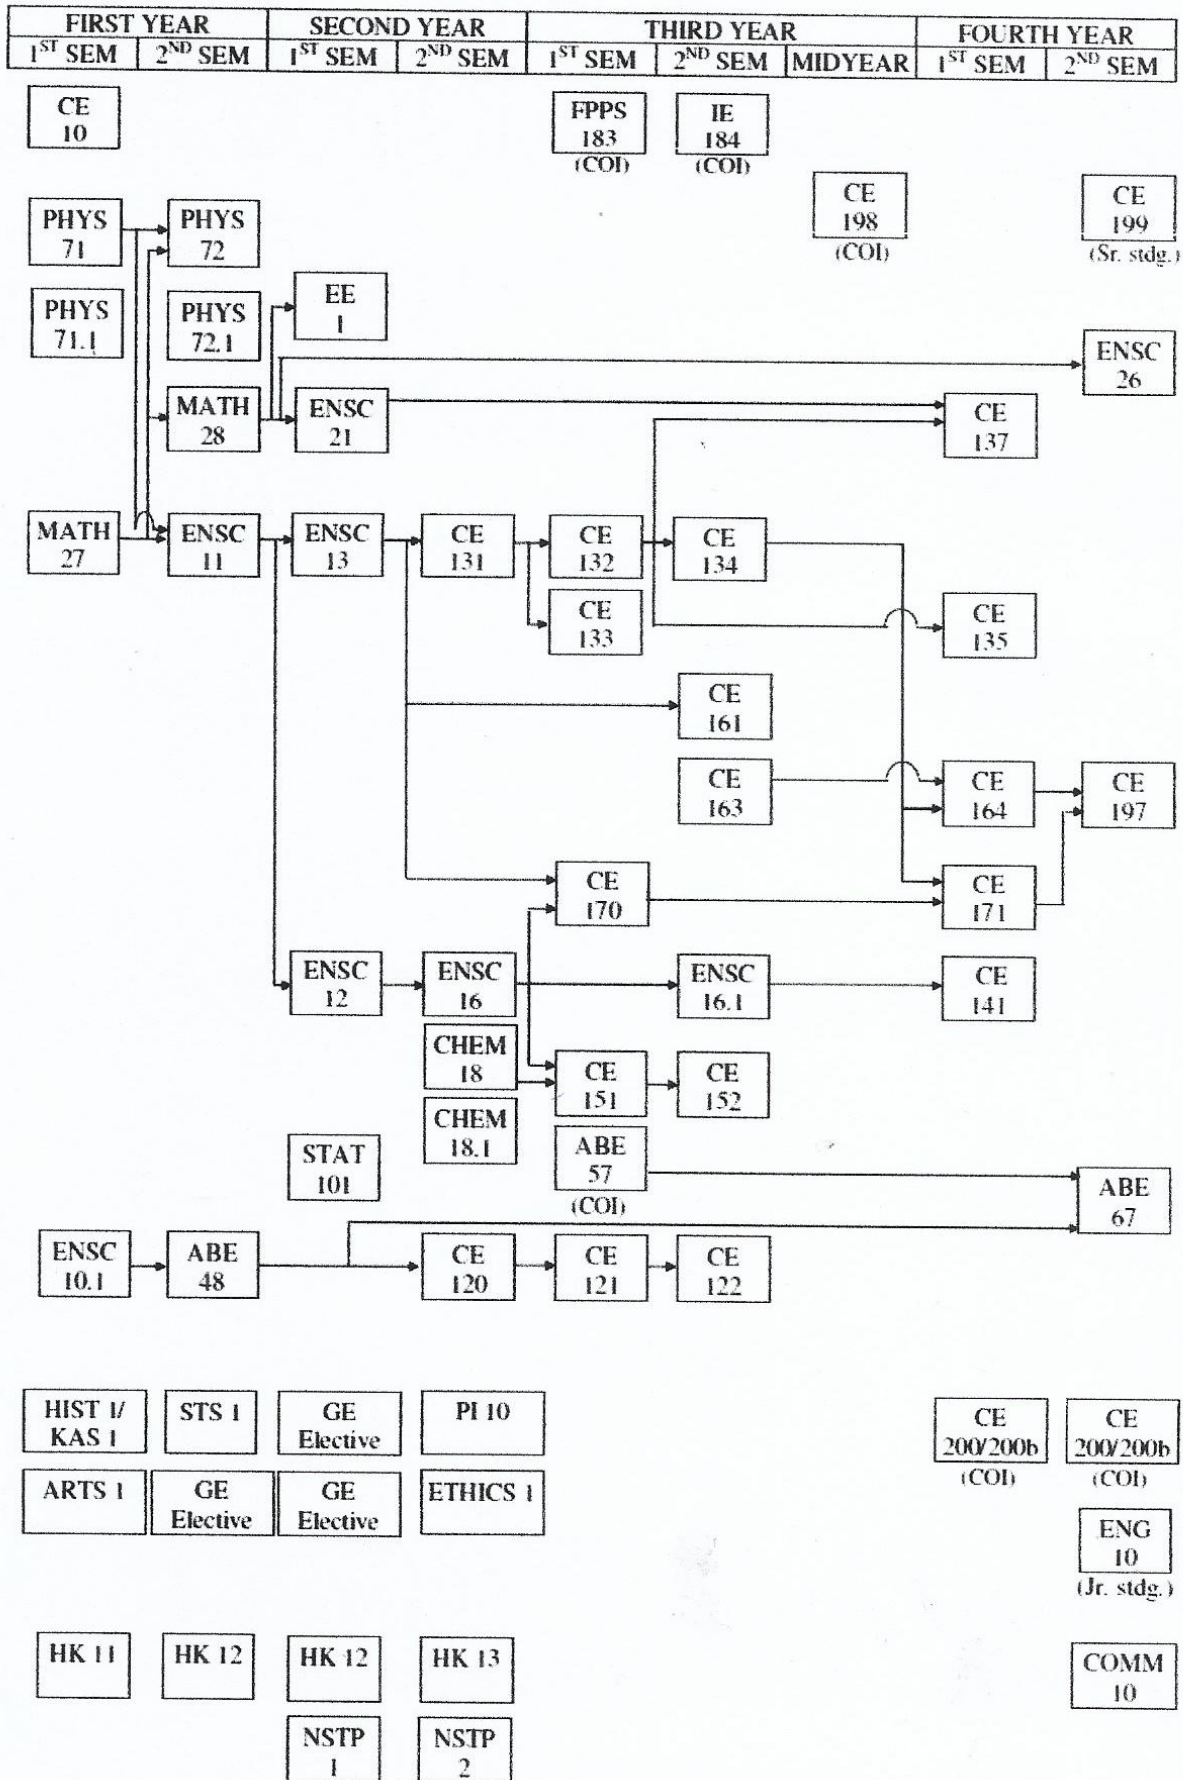 FIRST YEAR SECOND YEAR THIRD YEAR FOURTH YEAR
1ST SEM 2ND SEM 1ST SEM 2ND SEM 1ST SEM 2ND SEM MIDYEAR 1ST SEM 2ND SEM
CE
10
FPPS
183
(COI)
IE
184
(COI)
CE
198
(COI)
CE
199
(Sr. stdg.)
PHYS
71
PHYS
72
PHYS
71.1
PHYS
72.1
EE
1
ENSC
26
MATH
28
ENSC
21
CE
137
MATH
27
ENSC
11
ENSC
13
CE
131
CE
132
CE
134
CE
133
CE
135
CE
161
CE
163
CE
164
CE
197
CE
170
CE
171
ENSC
12
ENSC
16
ENSC
16.1
CE
141
CHEM
18
CE
151
CE
152
CHEM
18.1
STAT
101
ABE
57
(COI)
ABE
67
ENSC
10.1
ABE
48
CE
120
CE
121
CE
122
HIST 1/
KAS 1
STS 1
GE
Elective
PI 10
CE
200/200b
(COI)
CE
200/200b
(COI)
ARTS 1
GE
Elective
GE
Elective
ETHICS 1
ENG
10
(Jr. stdg.)
HK 11
HK 12
HK 12
HK 13
COMM
10
NSTP
1
NSTP
2